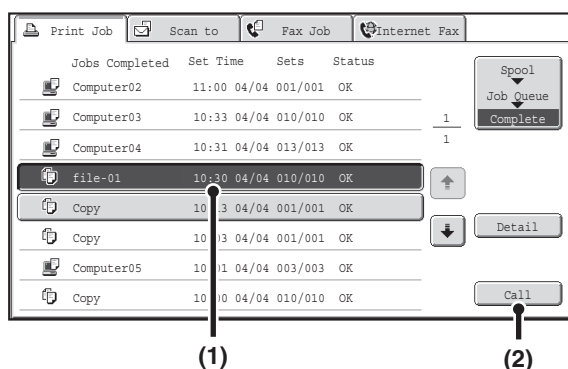 Print Job Scan to Fax Job Internet Fax
Jobs Completed Set Time Sets Status
Computer02 11:00 04/04 001/001 OK
Computer03 10:33 04/04 010/010 OK
Computer04 10:31 04/04 013/013 OK
file-01 10:30 04/04 010/010 OK
Copy 04/04 001/001 OK
Copy 04/04 001/001 OK
Computer05 04/04 003/003 OK
Copy 04/04 010/010 OK
1
1
Spool
Job Queue
Complete
Detail
Call
(1)
(2)